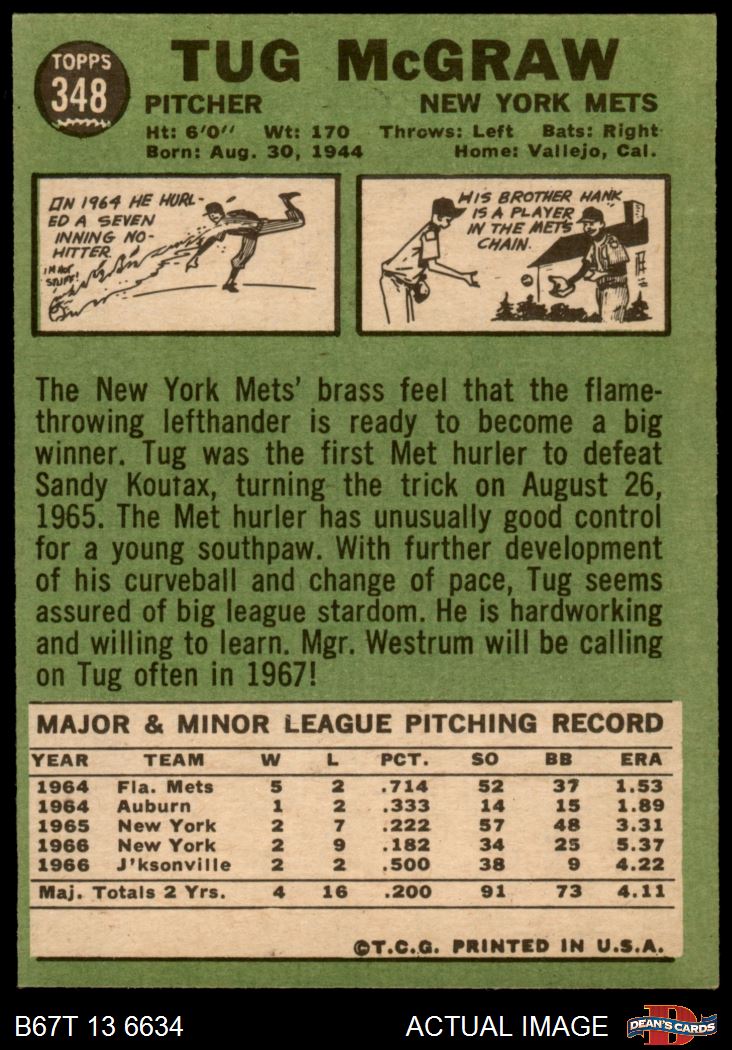 TOPPS
348
TUG McGRAW
PITCHER NEW YORK METS
Ht: 6'0'' Wt: 170 Throws: Left Bats: Right
Born: Aug. 30, 1944 Home: Vallejo, Cal.
IN 1964 HE HURL-
ED A SEVEN
INNING NO-
HITTER
I'M HOT
STUFF!
HIS BROTHER HANK
IS A PLAYER
IN THE METS
CHAIN.
The New York Mets' brass feel that the flame-
throwing lefthander is ready to become a big
winner. Tug was the first Met hurler to defeat
Sandy Koufax, turning the trick on August 26,
1965. The Met hurler has unusually good control
for a young southpaw. With further development
of his curveball and change of pace, Tug seems
assured of big league stardom. He is hardworking
and willing to learn. Mgr. Westrum will be calling
on Tug often in 1967!
MAJOR & MINOR LEAGUE PITCHING RECORD
YEAR TEAM W L PCT. SO BB ERA
1964 Fla. Mets 5 2 .714 52 37 1.53
1964 Auburn 1 2 .333 14 15 1.89
1965 New York 2 7 .222 57 48 3.31
1966 New York 2 9 .182 34 25 5.37
1966 J'ksonville 2 2 .500 38 9 4.22
Maj. Totals 2 Yrs. 4 16 .200 91 73 4.11
©T.C.G. PRINTED IN U.S.A.
B67T 13 6634 ACTUAL IMAGE
D
DEAN'S CARDS